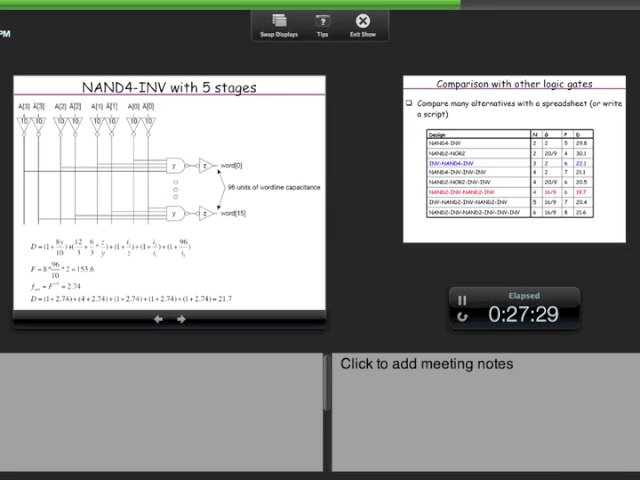 PM
Swap Displays
Tips
Exit Show
NAND4-INV with 5 stages
A[3] A[3] A[2] A[2] A[1] A[1] A[0] A[0]
10 10 10 10 10 10 10 10
y z word[0]
96 units of wordline capacitance
y z word[15]
F = 8 * 96/10 * 2 = 153.6
D = (1 + 2.74) + (4 + 2.74) + (1 + 2.74) + (1 + 2.74) + (1 + 2.74) = 21.7
Comparison with other logic gates
Compare many alternatives with a spreadsheet (or write
a script)
Design N G P D
NAND4-INV 2 2 5 29.8
NAND2-NOR2 2 20/9 4 30.1
INV-NAND4-INV 3 2 6 22.1
NAND4-INV-INV-INV 4 2 7 21.1
NAND2-NOR2-INV-INV 4 20/9 6 20.5
NAND2-INV-NAND2-INV 4 16/9 6 19.7
INV-NAND2-INV-NAND2-INV 5 16/9 7 20.4
NAND2-INV-NAND2-INV-INV-INV 6 16/9 8 21.6
Elapsed
0:27:29
Click to add meeting notes